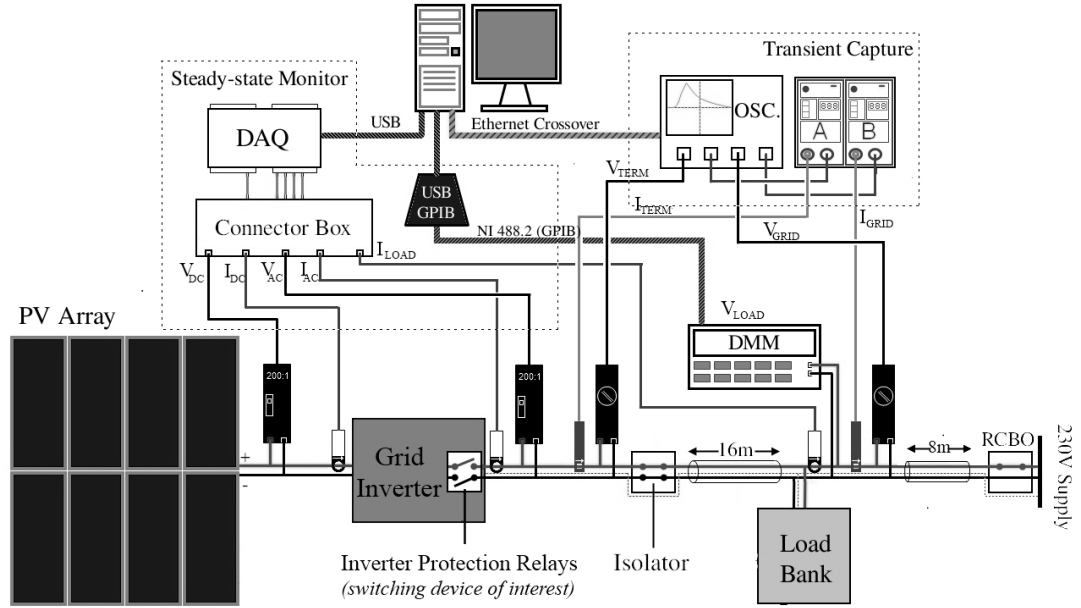 Transient Capture
Steady-state Monitor
OSC.
A B
USB
Ethernet Crossover
DAQ
V_TERM
USB
GPIB
I_TERM
I_GRID
Connector Box
NI 488.2 (GPIB)
V_GRID
I_LOAD
V_DC I_DC V_AC I_AC
V_LOAD
PV Array
DMM
200:1
200:1
230V Supply
RCBO
16m
8m
+
-
Grid
Inverter
Load
Bank
Inverter Protection Relays
(switching device of interest)
Isolator